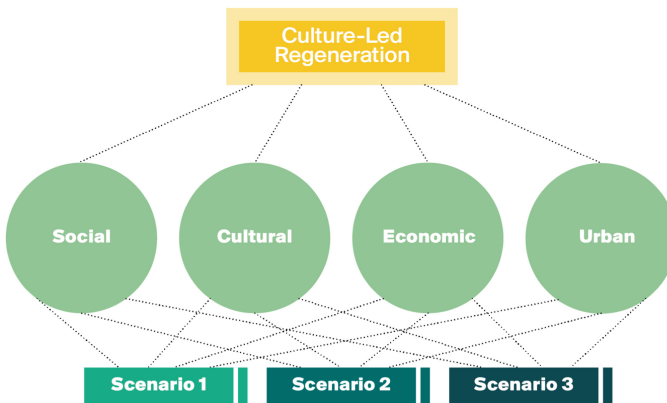 Culture-Led
Regeneration
Social
Cultural
Economic
Urban
Scenario 1
Scenario 2
Scenario 3